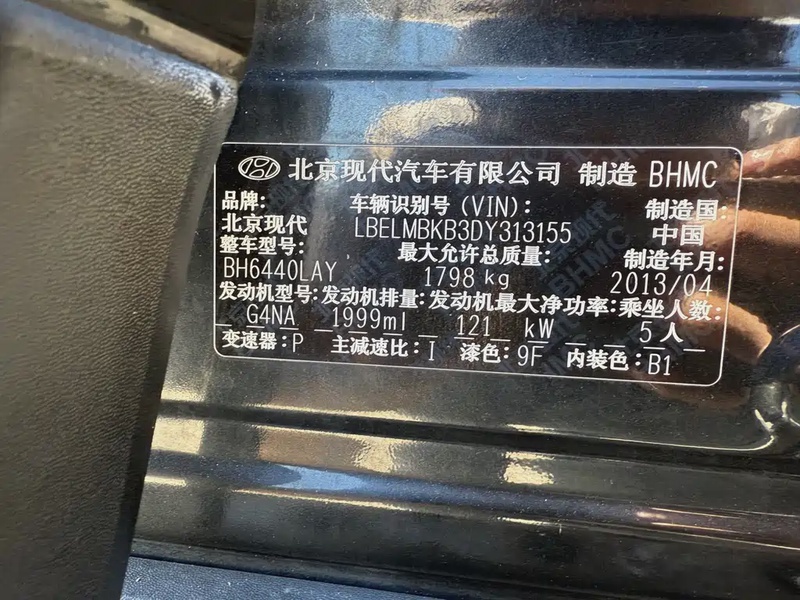 北京现代汽车有限公司 制造 BHMC
品牌: 车辆识别号(VIN): 制造国:
北京现代 LBELMBKB3DY313155 中国
整车型号: 最大允许总质量: 制造年月:
BH6440LAY 1798 kg 2013/04
发动机型号: 发动机排量: 发动机最大净功率: 乘坐人数:
G4NA 1999ml 121 kW 5人
变速器: P 主减速比: I 漆色: 9F 内装色: B1